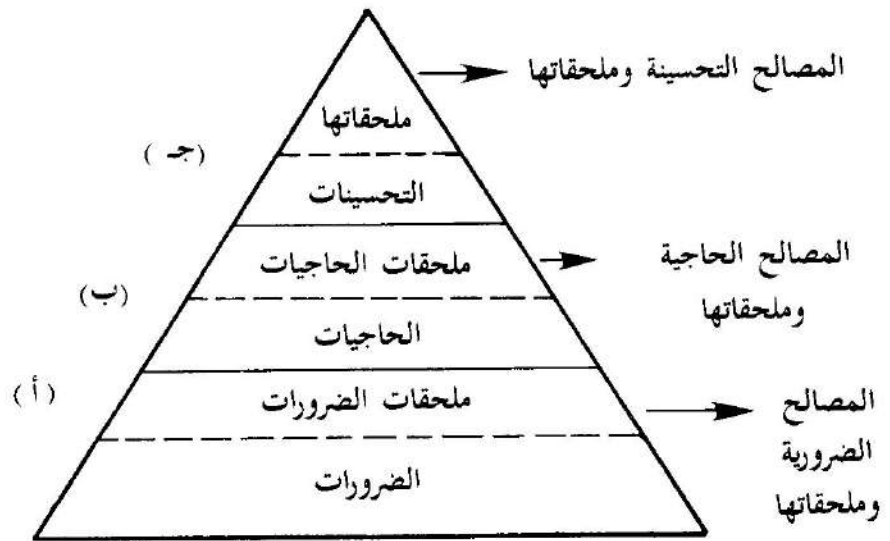 المصالح التحسينة وملحقاتها
ملحقاتها
(جـ)
التحسينات
المصالح الحاجية
وملحقاتها
ملحقات الحاجيات
(ب)
الحاجيات
المصالح
الضرورية
وملحقاتها
ملحقات الضرورات
(أ)
الضرورات